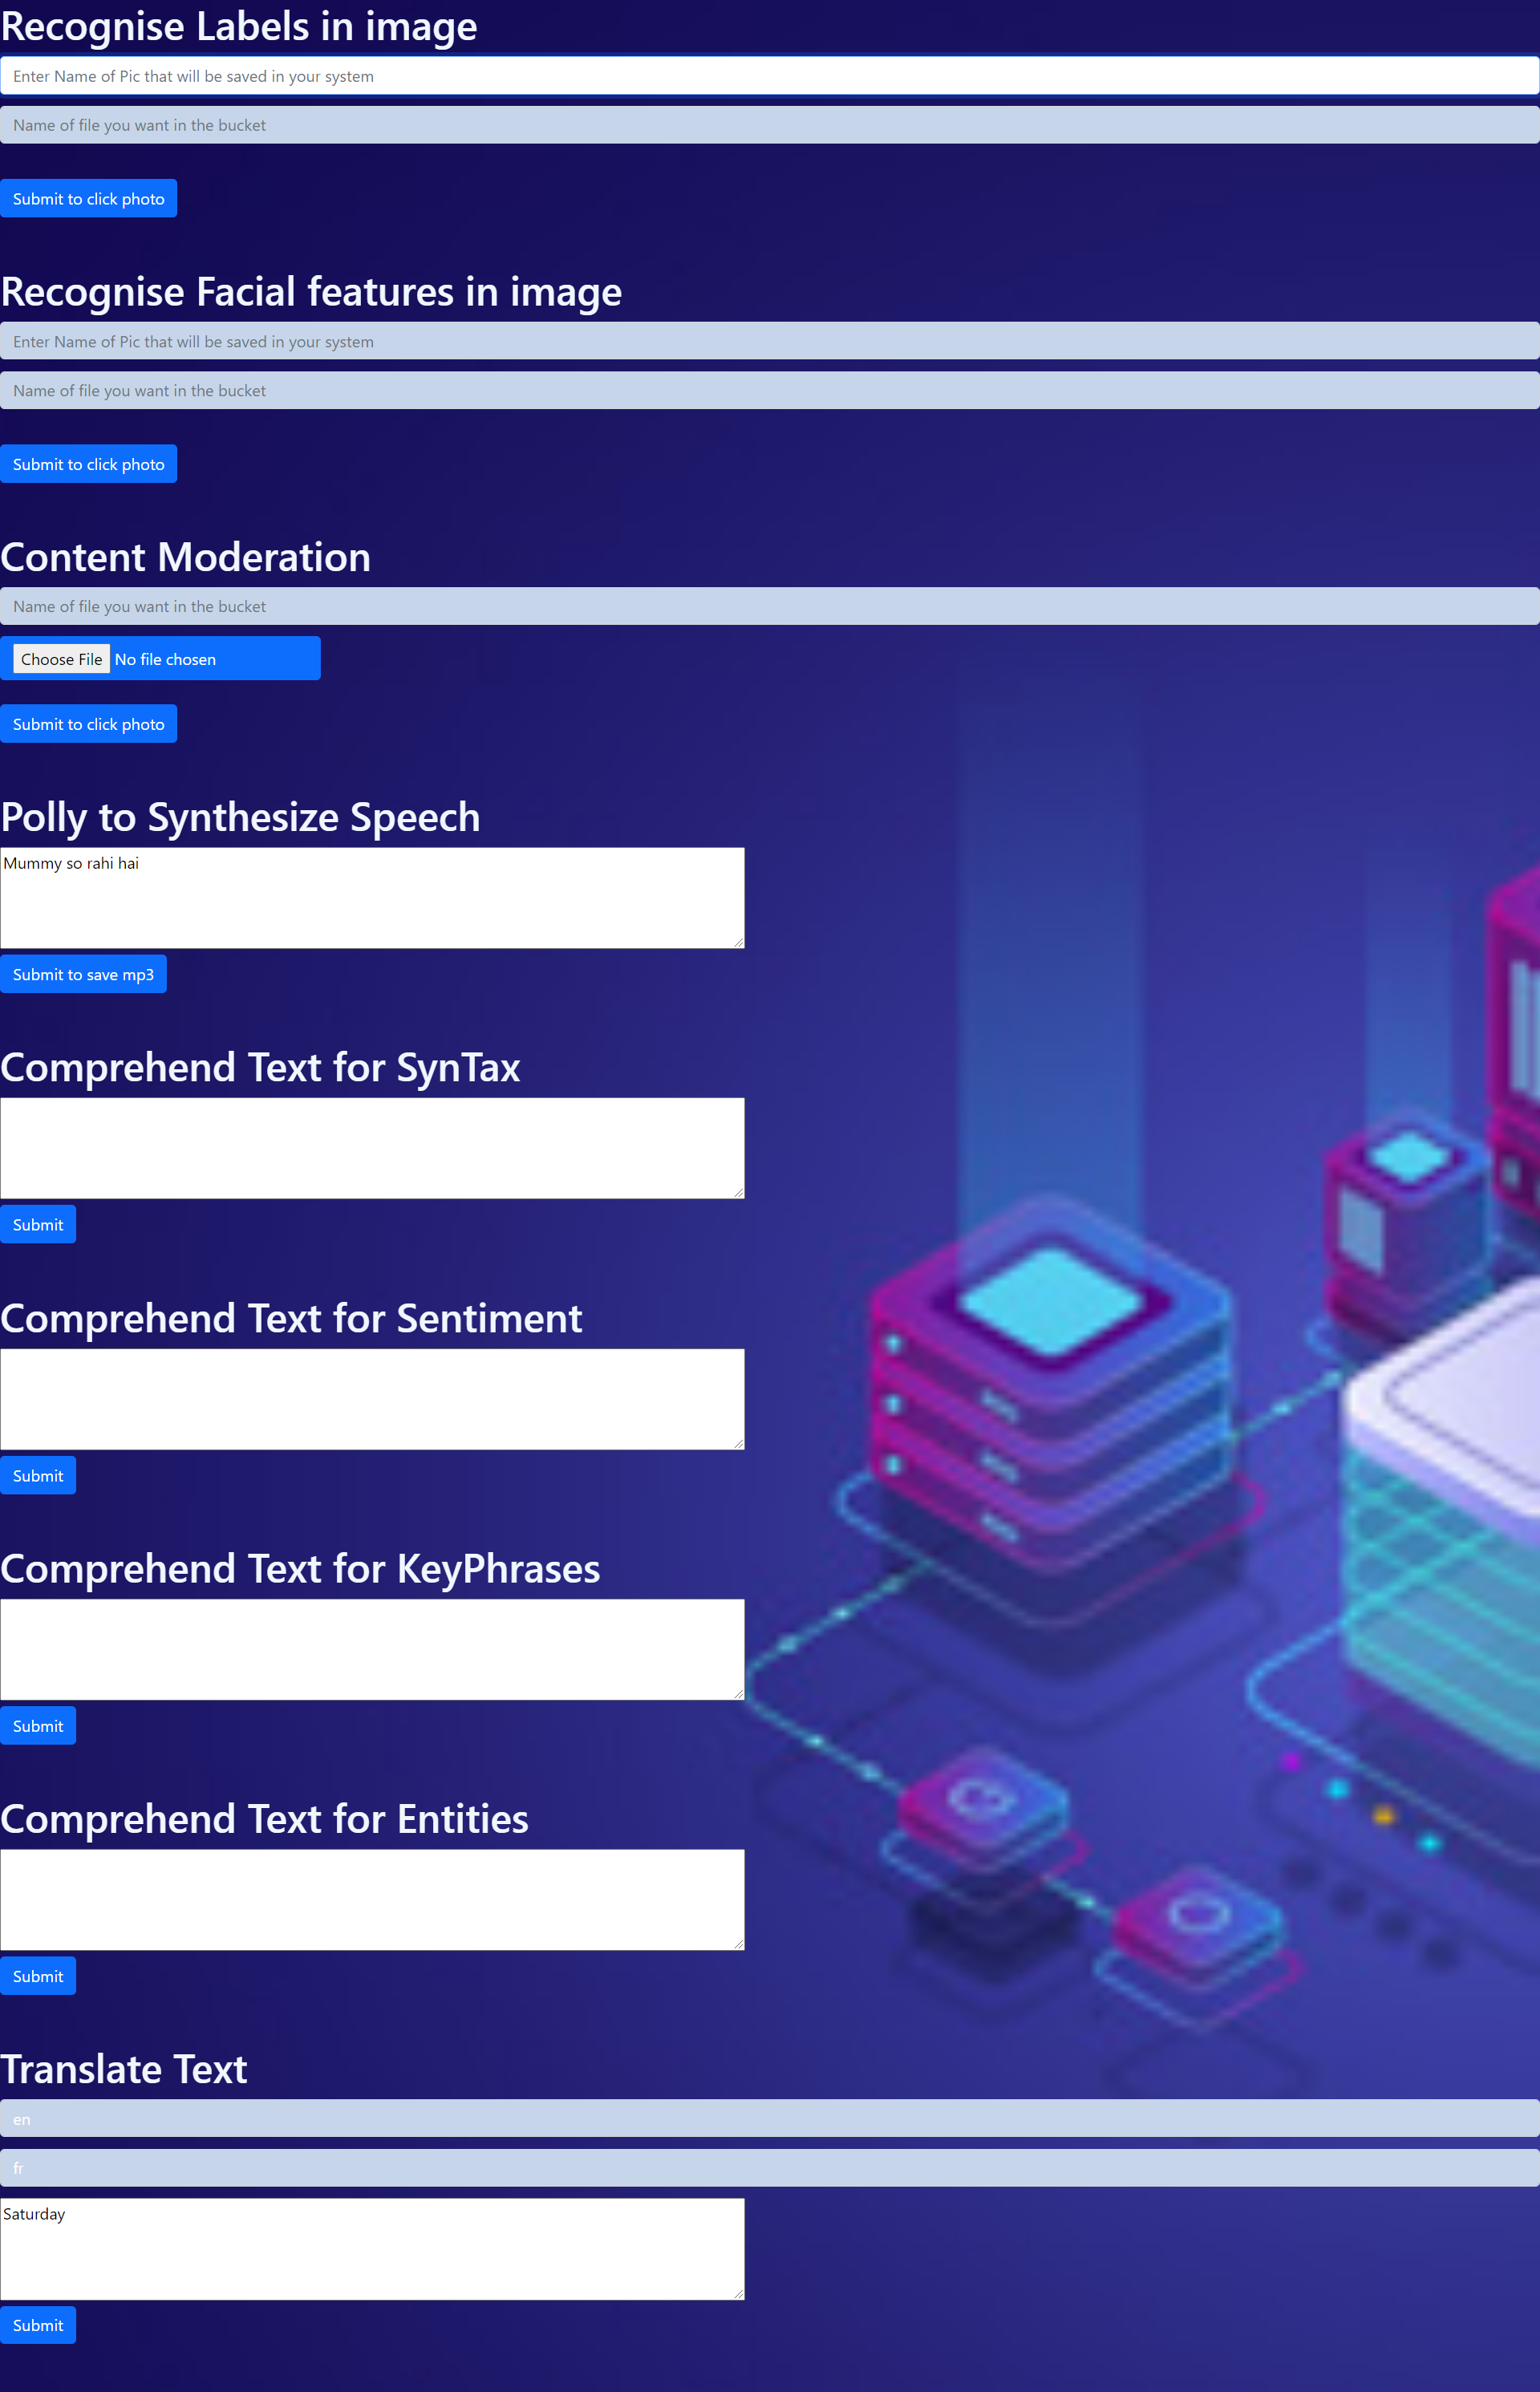 Recognise Labels in image
Enter Name of Pic that will be saved in your system
Name of file you want in the bucket
Submit to click photo
Recognise Facial features in image
Enter Name of Pic that will be saved in your system
Name of file you want in the bucket
Submit to click photo
Content Moderation
Name of file you want in the bucket
Choose File No file chosen
Submit to click photo
Polly to Synthesize Speech
Mummy so rahi hai
Submit to save mp3
Comprehend Text for SynTax
Submit
Comprehend Text for Sentiment
Submit
Comprehend Text for KeyPhrases
Submit
Comprehend Text for Entities
Submit
Translate Text
en
fr
Saturday
Submit